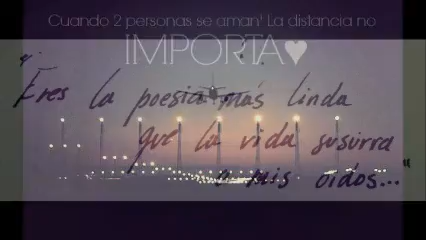 Cuando 2 personas se aman! La distancia no
IMPORTA♥
"Eres la poesía más linda
que la vida susurra
a mis oídos..."